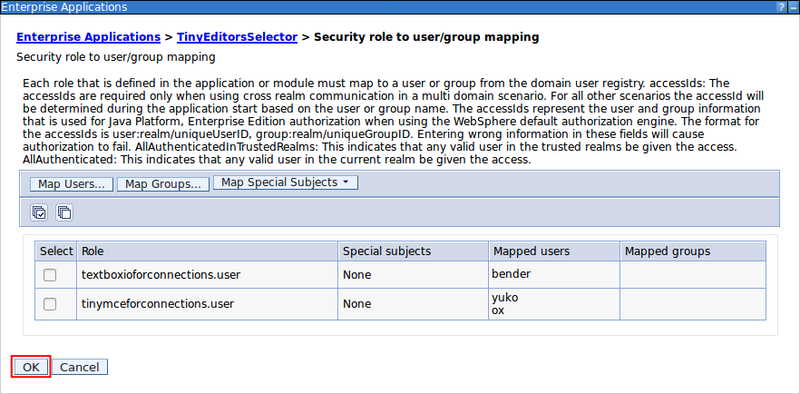 Enterprise Applications ? –
Enterprise Applications > TinyEditorsSelector > Security role to user/group mapping
Security role to user/group mapping
Each role that is defined in the application or module must map to a user or group from the domain user registry. accessIds: The
accessIds are required only when using cross realm communication in a multi domain scenario. For all other scenarios the accessId will
be determined during the application start based on the user or group name. The accessIds represent the user and group information
that is used for Java Platform, Enterprise Edition authorization when using the WebSphere default authorization engine. The format for
the accessIds is user:realm/uniqueUserID, group:realm/uniqueGroupID. Entering wrong information in these fields will cause
authorization to fail. AllAuthenticatedInTrustedRealms: This indicates that any valid user in the trusted realms be given the access.
AllAuthenticated: This indicates that any valid user in the current realm be given the access.
Map Users... Map Groups... Map Special Subjects
Select Role Special subjects Mapped users Mapped groups
textboxioforconnections.user None bender
tinymceforconnections.user None yuko
ox
OK Cancel